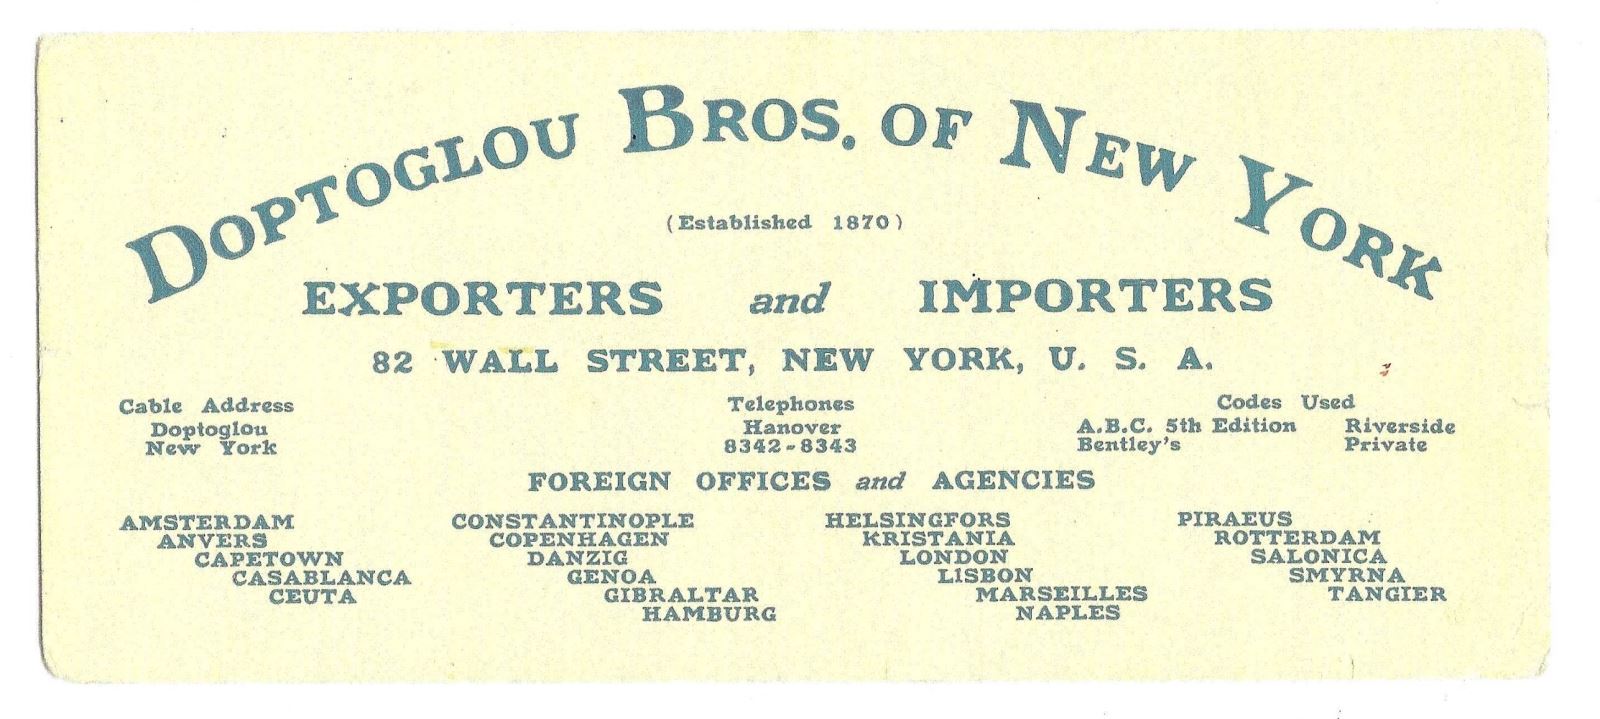 DOPTOGLOU BROS. OF NEW YORK
(Established 1870)
EXPORTERS and IMPORTERS
82 WALL STREET, NEW YORK, U. S. A.
Cable Address
Doptoglou
New York
Telephones
Hanover
8342-8343
Codes Used
A.B.C. 5th Edition Riverside
Bentley's Private
FOREIGN OFFICES and AGENCIES
AMSTERDAM
ANVERS
CAPETOWN
CASABLANCA
CEUTA
CONSTANTINOPLE
COPENHAGEN
DANZIG
GENOA
GIBRALTAR
HAMBURG
HELSINGFORS
KRISTANIA
LONDON
LISBON
MARSEILLES
NAPLES
PIRAEUS
ROTTERDAM
SALONICA
SMYRNA
TANGIER